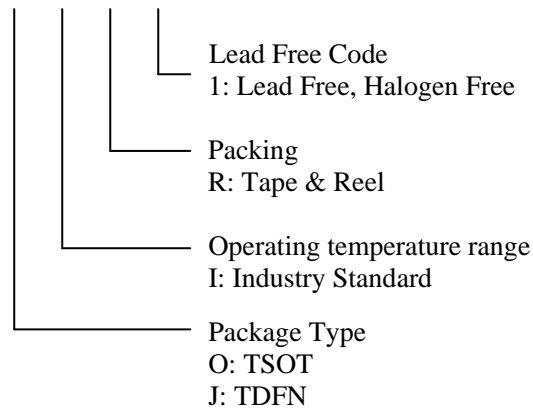 Lead Free Code
1: Lead Free, Halogen Free
Packing
R: Tape & Reel
Operating temperature range
I: Industry Standard
Package Type
O: TSOT
J: TDFN